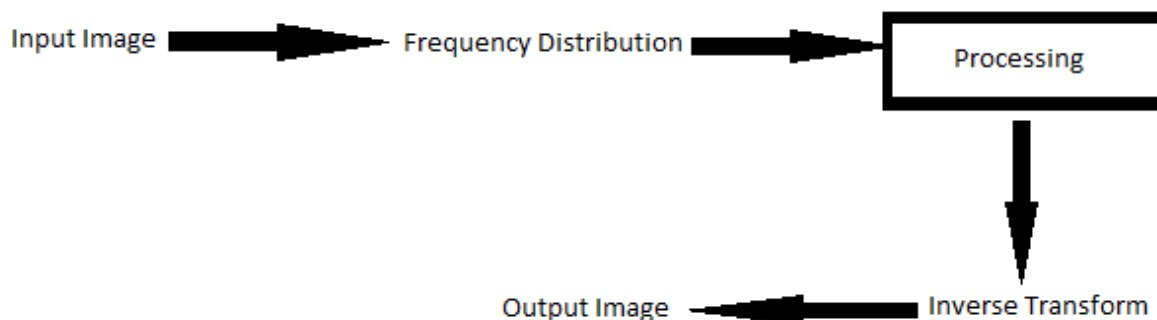 Input Image
Frequency Distribution
Processing
Inverse Transform
Output Image